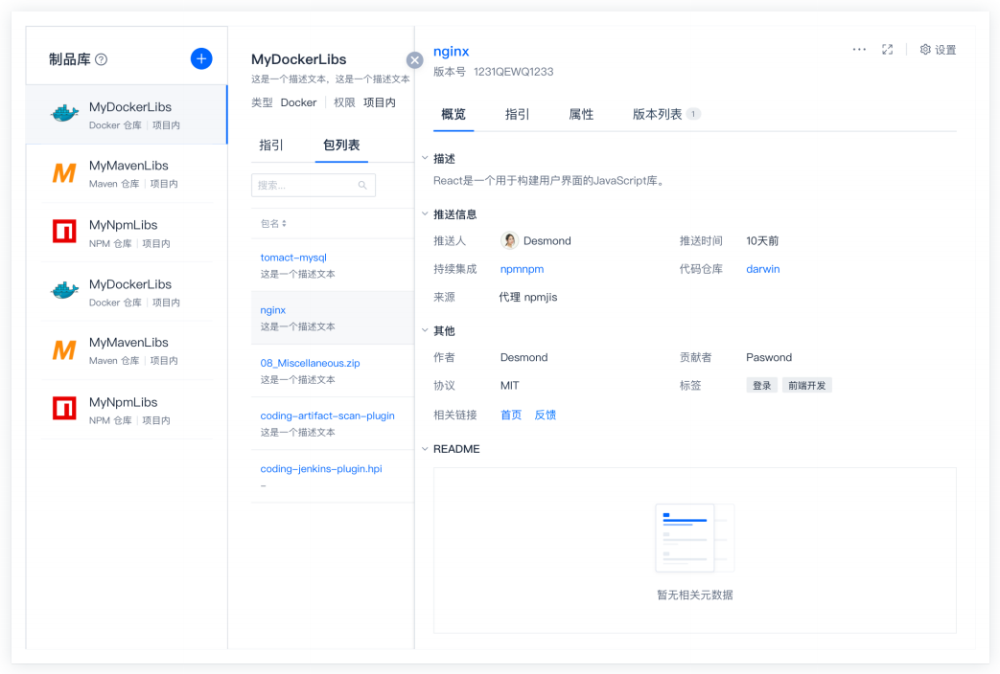 制品库
MyDockerLibs
Docker 仓库 项目内
MyMavenLibs
Maven 仓库 项目内
MyNpmLibs
NPM 仓库 项目内
MyDockerLibs
Docker 仓库 项目内
MyMavenLibs
Maven 仓库 项目内
MyNpmLibs
NPM 仓库 项目内
MyDockerLibs
这是一个描述文本，这是一个描述文本
类型 Docker 权限 项目内
指引 包列表
搜索...
包名
tomact-mysql
这是一个描述文本
nginx
这是一个描述文本
08_Miscellaneous.zip
这是一个描述文本
coding-artifact-scan-plugin
这是一个描述文本
coding-jenkins-plugin.hpi
-
nginx
设置
版本号 1231QEWQ1233
概览 指引 属性 版本列表 1
描述
React是一个用于构建用户界面的JavaScript库。
推送信息
推送人 Desmond 推送时间 10天前
持续集成 npmnpm 代码仓库 darwin
来源 代理 npmjis
其他
作者 Desmond 贡献者 Paswond
协议 MIT 标签 登录 前端开发
相关链接 首页 反馈
README
暂无相关元数据